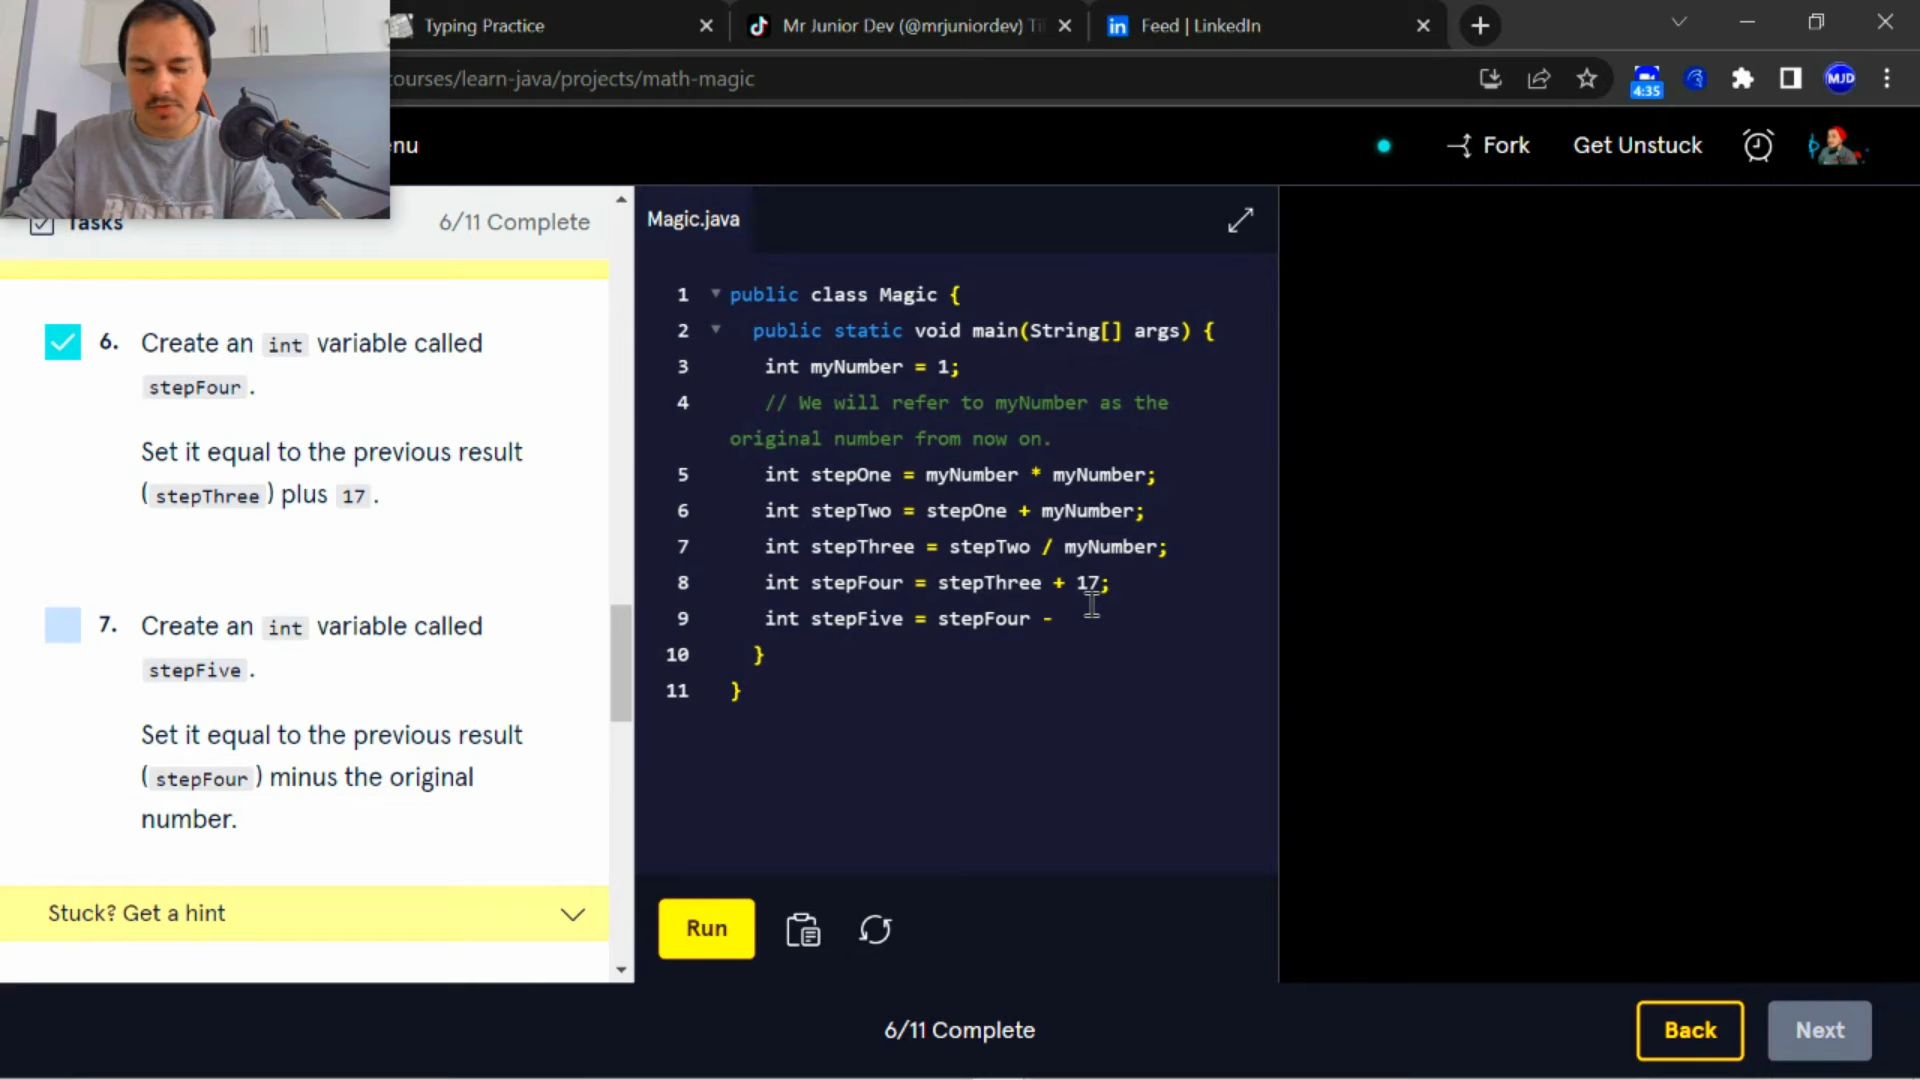 Typing Practice
Mr Junior Dev (@mrjuniordev)
Feed | LinkedIn
courses/learn-java/projects/math-magic
4:35
MJD
nu
Fork
Get Unstuck
Tasks
6/11 Complete
6. Create an int variable called
stepFour.
Set it equal to the previous result
(stepThree) plus 17.
7. Create an int variable called
stepFive.
Set it equal to the previous result
(stepFour) minus the original
number.
Stuck? Get a hint
Magic.java
1 public class Magic {
2 public static void main(String[] args) {
3 int myNumber = 1;
4 // We will refer to myNumber as the
original number from now on.
5 int stepOne = myNumber * myNumber;
6 int stepTwo = stepOne + myNumber;
7 int stepThree = stepTwo / myNumber;
8 int stepFour = stepThree + 17;
9 int stepFive = stepFour -
10 }
11 }
Run
6/11 Complete
Back
Next